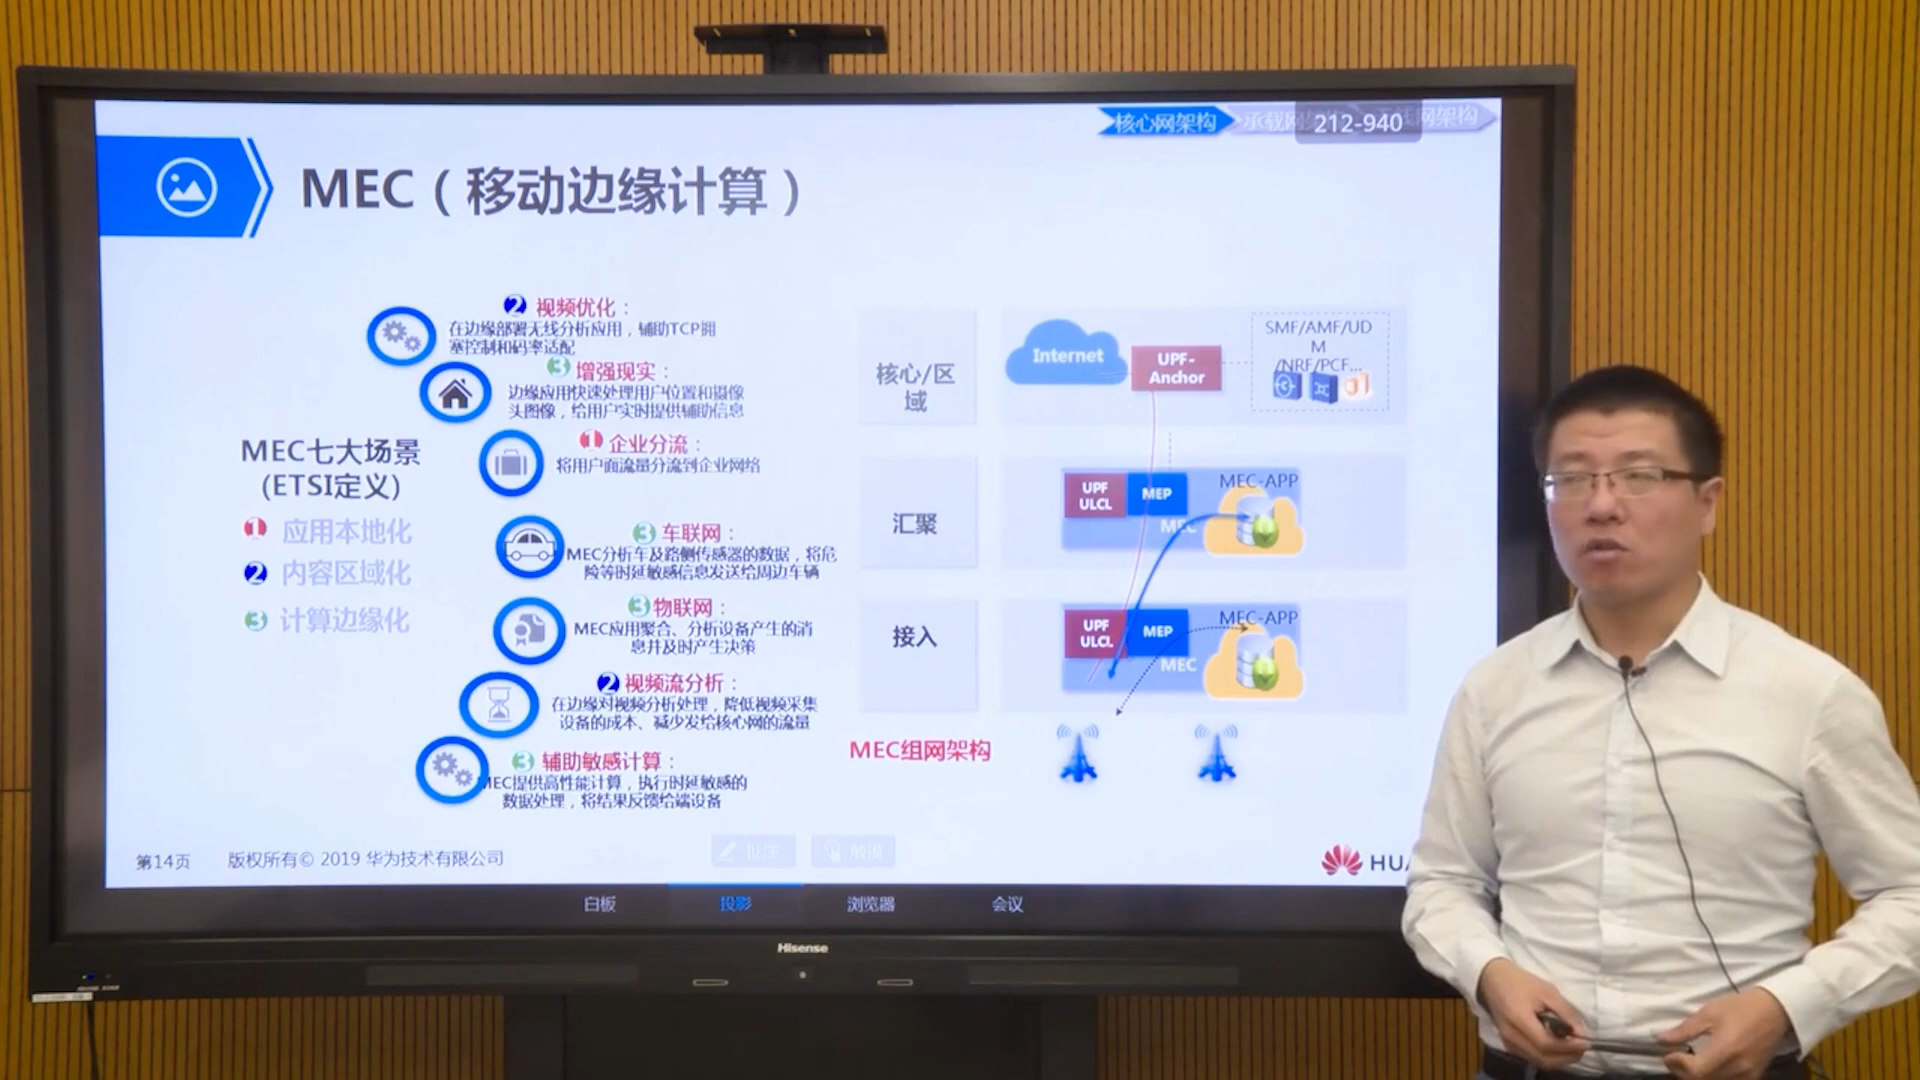 核心网架构
212-940
网架构
MEC（移动边缘计算）
MEC七大场景
(ETSI定义)
1 应用本地化
2 内容区域化
3 计算边缘化
2 视频优化：
在边缘部署无线分析应用，辅助TCP拥
塞控制和码率适配
3 增强现实：
边缘应用快速处理用户位置和摄像
头图像，给用户实时提供辅助信息
1 企业分流：
将用户面流量分流到企业网络
3 车联网：
MEC分析车及路侧传感器的数据，将危
险等时延敏感信息发送给周边车辆
3 物联网：
MEC应用聚合、分析设备产生的消
息并及时产生决策
2 视频流分析：
在边缘对视频分析处理，降低视频采集
设备的成本、减少发给核心网的流量
3 辅助敏感计算：
MEC提供高性能计算，执行时延敏感的
数据处理，将结果反馈给端设备
核心/区
域
Internet
UPF-
Anchor
SMF/AMF/UD
M
/NRF/PCF...
汇聚
UPF
ULCL
MEP
MEC
MEC-APP
接入
UPF
ULCL
MEP
MEC
MEC-APP
MEC组网架构
第14页
版权所有© 2019 华为技术有限公司
批注
触摸
白板
投影
浏览器
会议
Hisense